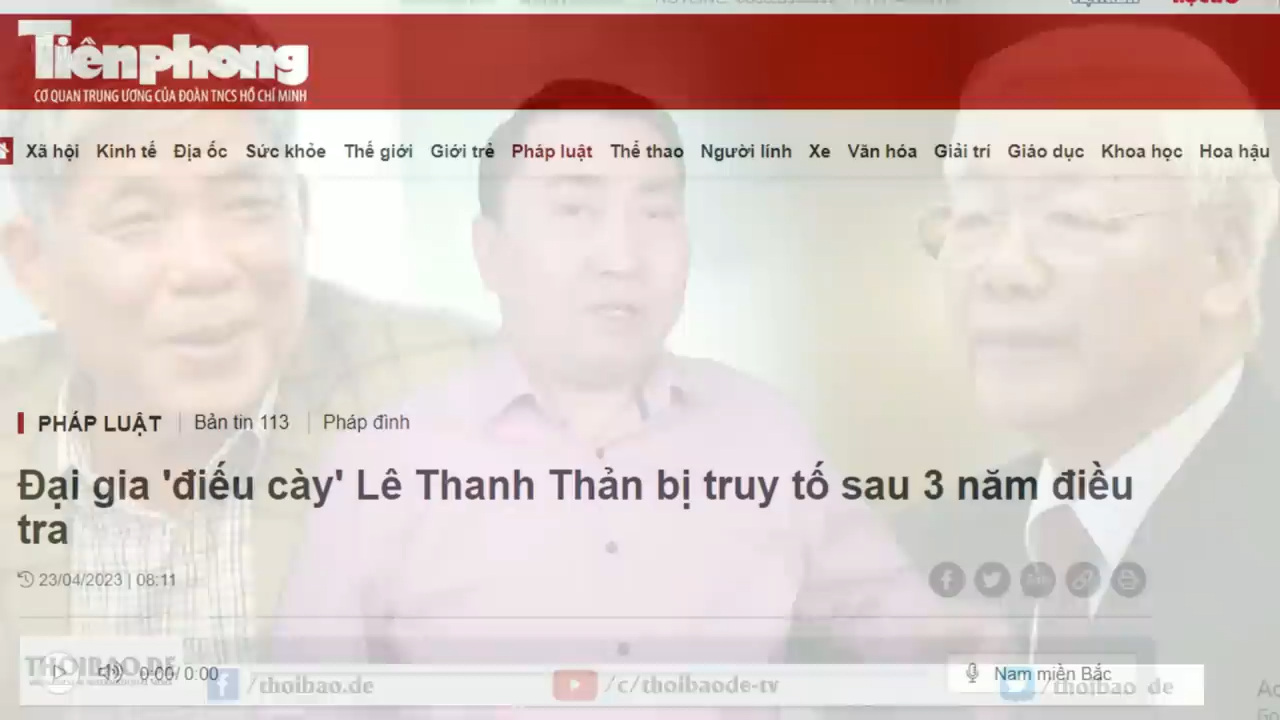 Tiênphong
CƠ QUAN TRUNG ƯƠNG CỦA ĐOÀN TNCS HỒ CHÍ MINH
Xã hội Kinh tế Địa ốc Sức khỏe Thế giới Giới trẻ Pháp luật Thể thao Người lính Xe Văn hóa Giải trí Giáo dục Khoa học Hoa hậu
PHÁP LUẬT Bản tin 113 Pháp đình
Đại gia 'điếu cày' Lê Thanh Thản bị truy tố sau 3 năm điều
tra
23/04/2023 | 08:11
THOIBAO.DE
0:00/ 0:00
/thoibao.de
/c/thoibaode-tv
Nam miền Bắc
/thoibao_de